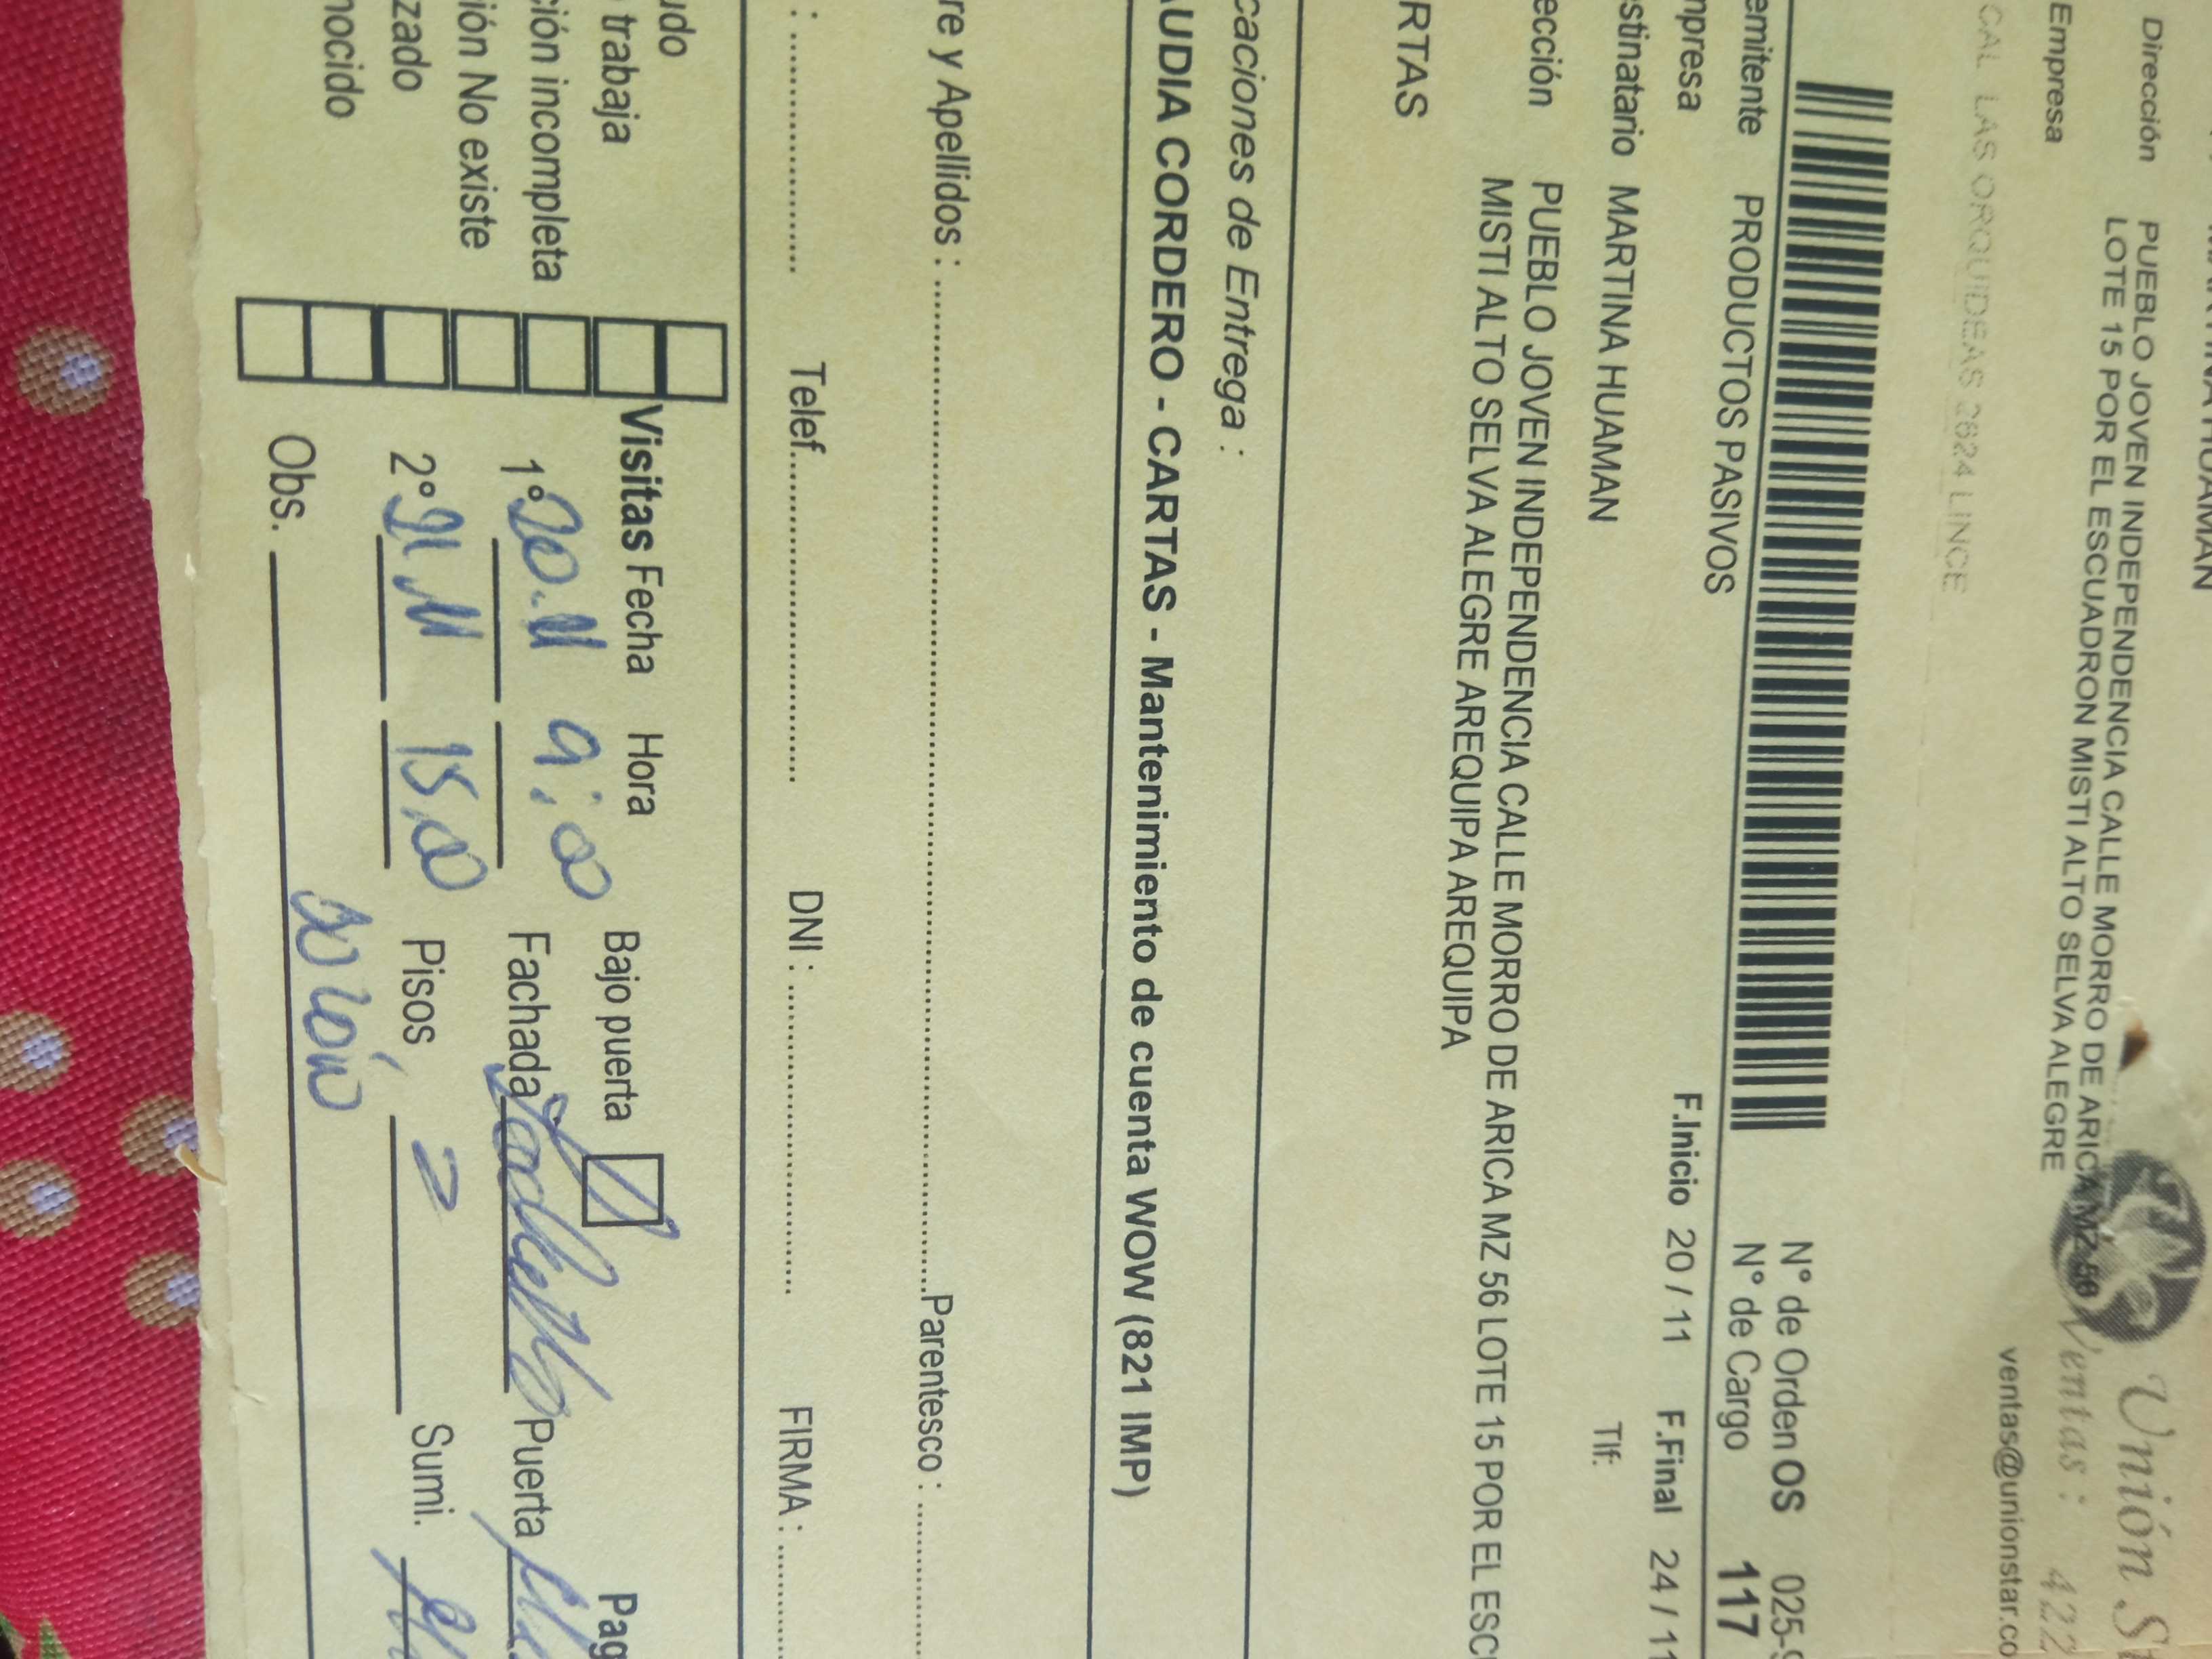 HUAMAN
Dirección PUEBLO JOVEN INDEPENDENCIA CALLE MORRO DE ARICA MZ 56
LOTE 15 POR EL ESCUADRON MISTI ALTO SELVA ALEGRE
Empresa
CAL LAS ORQUIDEAS 2624 LINCE
Unión
Ventas : 422
ventas@unionstar.co
N° de Orden OS 025-
N° de Cargo 117
emitente PRODUCTOS PASIVOS
mpresa
F.Inicio 20 / 11 F.Final 24 / 11
stinatario MARTINA HUAMAN
Tlf:
ección PUEBLO JOVEN INDEPENDENCIA CALLE MORRO DE ARICA MZ 56 LOTE 15 POR EL ESC
MISTI ALTO SELVA ALEGRE AREQUIPA AREQUIPA
RTAS
caciones de Entrega :
AUDIA CORDERO - CARTAS - Mantenimiento de cuenta WOW (821 IMP)
re y Apellidos : Parentesco :
: Telef. DNI : FIRMA :
udo
trabaja
ción incompleta
ión No existe
zado
nocido
Visitas Fecha Hora Bajo puerta Pag
1° 20.11 9:00 Fachada Ladrillo Puerta
2° 21.11 15.00 Pisos 2 Sumi.
Obs.